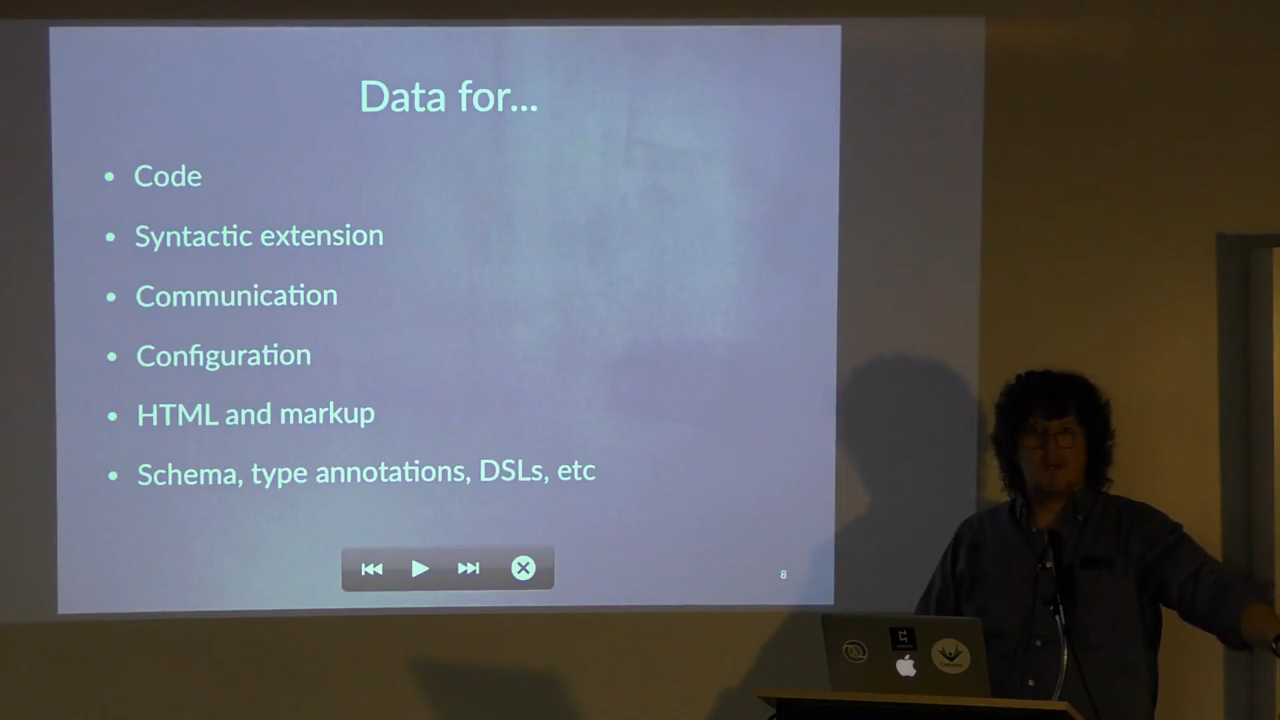 Data for...
• Code
• Syntactic extension
• Communication
• Configuration
• HTML and markup
• Schema, type annotations, DSLs, etc
8